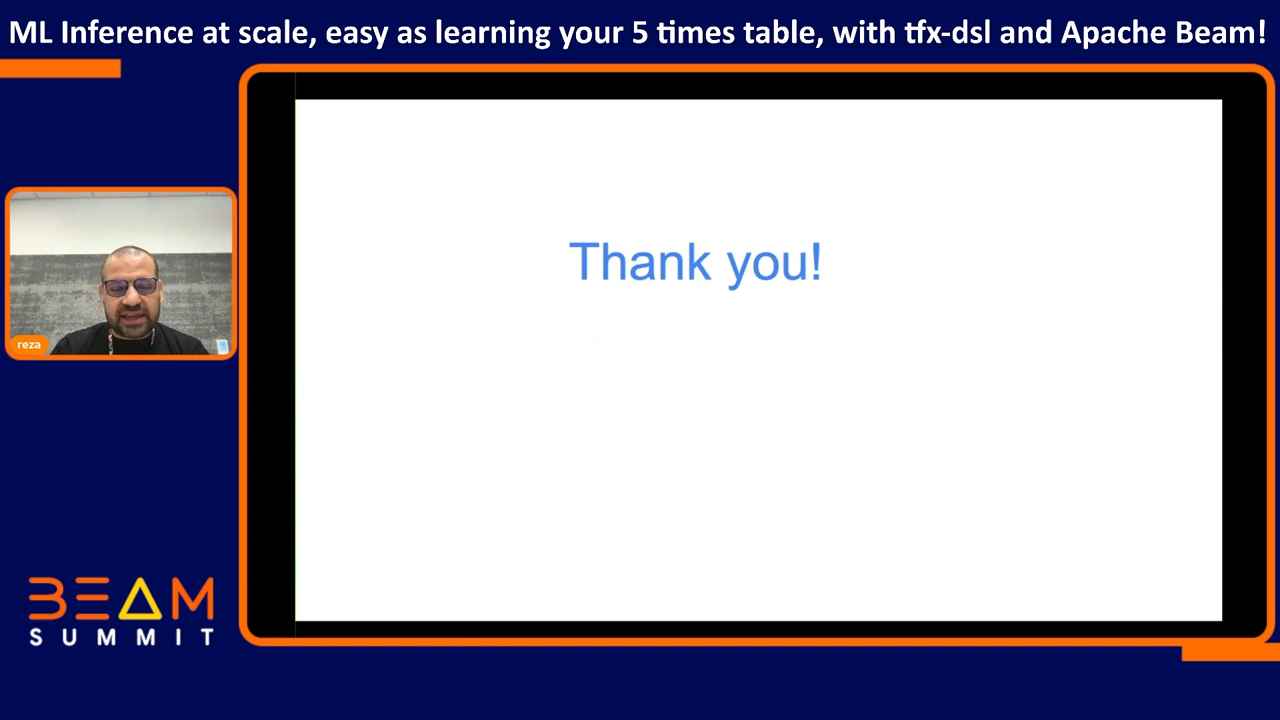 ML Inference at scale, easy as learning your 5 times table, with tfx-dsl and Apache Beam!
Thank you!
reza
BEAM
SUMMIT